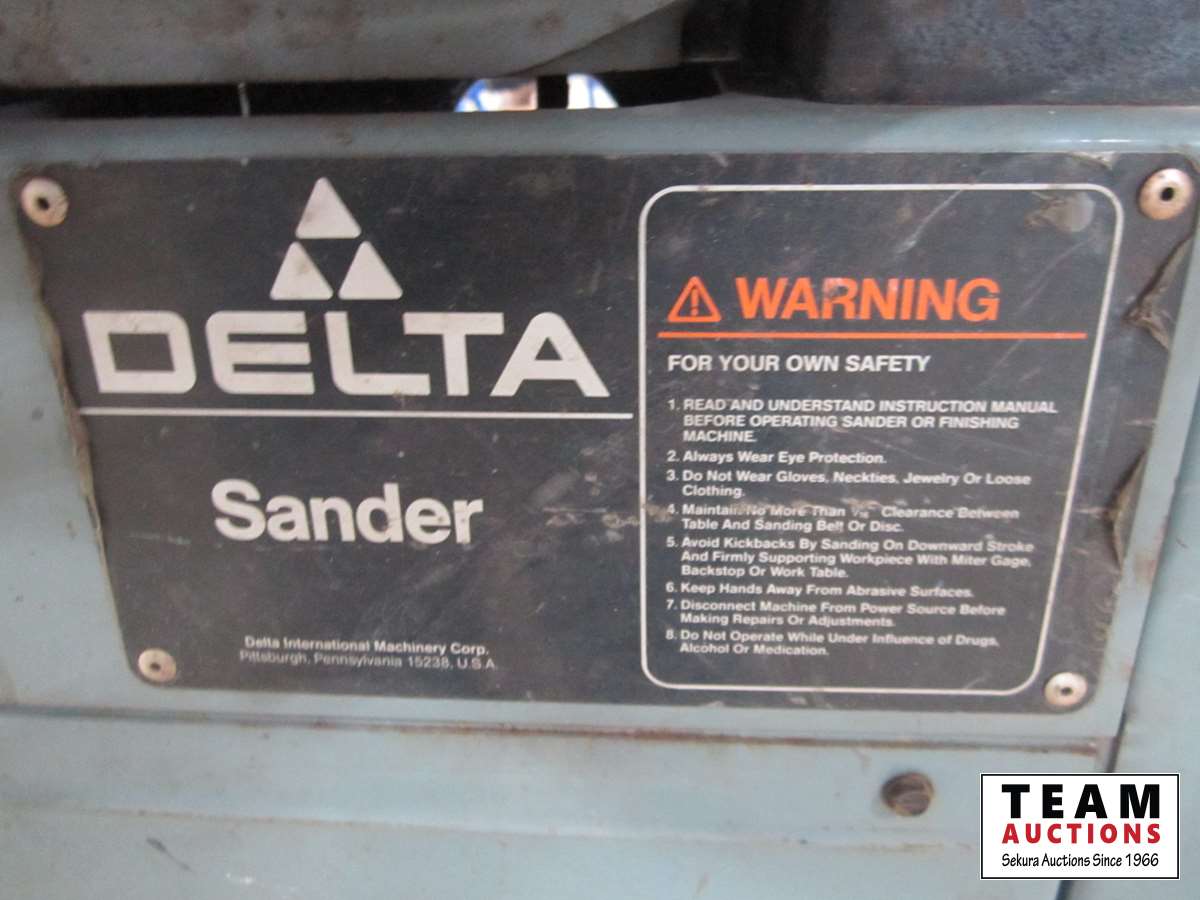 DELTA
Sander
Delta International Machinery Corp.
Pittsburgh, Pennsylvania 15238, U.S.A.
WARNING
FOR YOUR OWN SAFETY
1. READ AND UNDERSTAND INSTRUCTION MANUAL
BEFORE OPERATING SANDER OR FINISHING
MACHINE.
2. Always Wear Eye Protection.
3. Do Not Wear Gloves, Neckties, Jewelry Or Loose
Clothing.
4. Maintain No More Than Clearance Between
Table And Sanding Belt Or Disc.
5. Avoid Kickbacks By Sanding On Downward Stroke
And Firmly Supporting Workpiece With Miter Gage,
Backstop Or Work Table.
6. Keep Hands Away From Abrasive Surfaces.
7. Disconnect Machine From Power Source Before
Making Repairs Or Adjustments.
8. Do Not Operate While Under Influence of Drugs,
Alcohol Or Medication.
TEAM
AUCTIONS
Sekura Auctions Since 1966